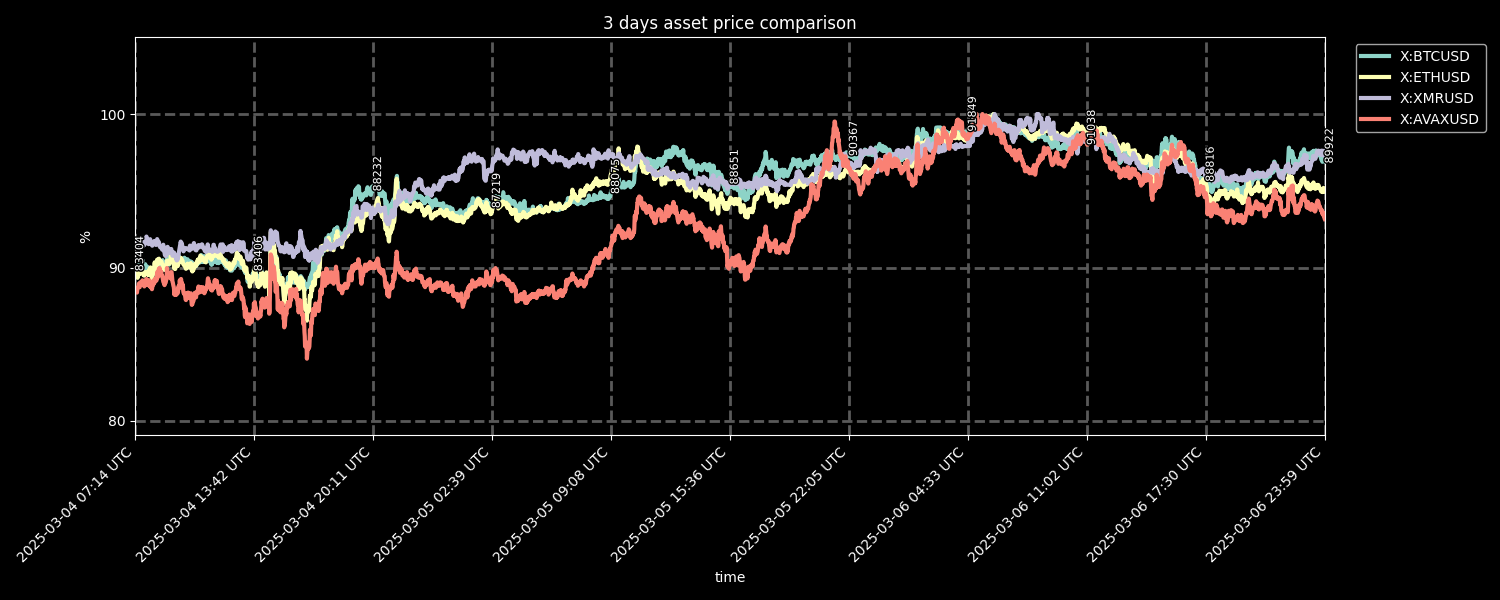 3 days asset price comparison
X:BTCUSD
X:ETHUSD
X:XMRUSD
X:AVAXUSD
100
90
80
%
83404
83406
88232
87219
88075
88651
90367
91849
91038
88816
89922
2025-03-04 07:14 UTC
2025-03-04 13:42 UTC
2025-03-04 20:11 UTC
2025-03-05 02:39 UTC
2025-03-05 09:08 UTC
2025-03-05 15:36 UTC
2025-03-05 22:05 UTC
2025-03-06 04:33 UTC
2025-03-06 11:02 UTC
2025-03-06 17:30 UTC
2025-03-06 23:59 UTC
time